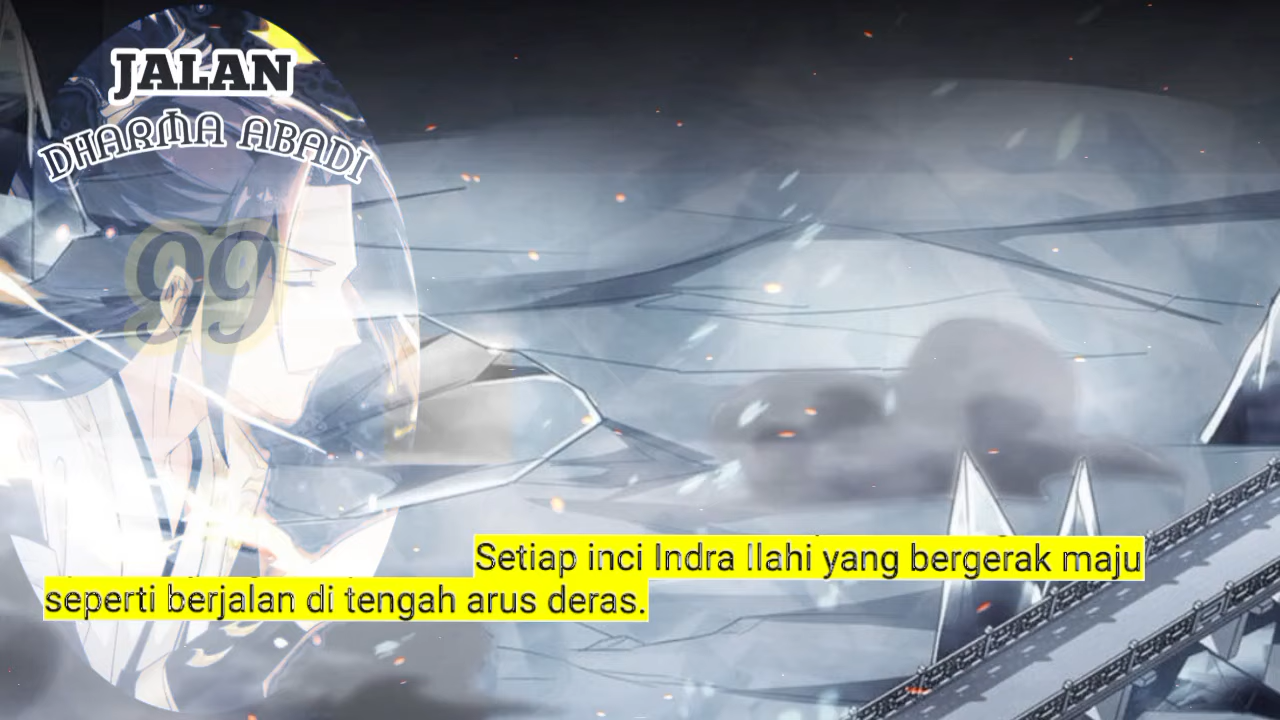 JALAN
DHARMA ABADI
99
Setiap inci Indra Ilahi yang bergerak maju
seperti berjalan di tengah arus deras.